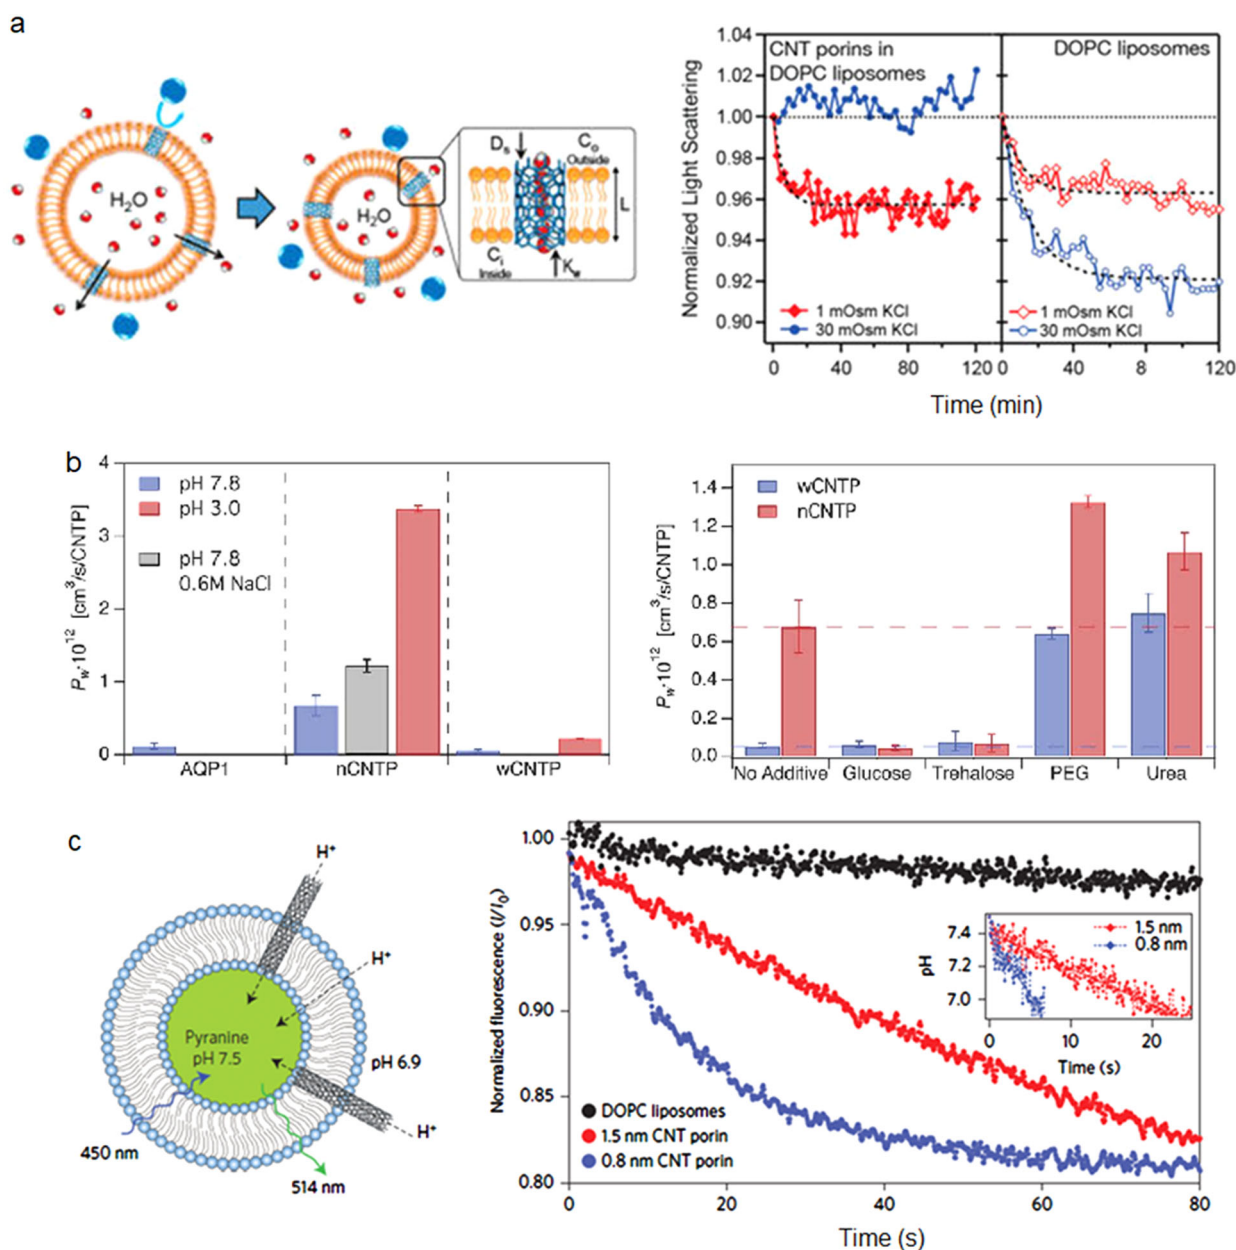 a
H₂O
H₂O
Dₛ
Cₒ
Outside
L
Cᵢ
Inside
K𝓌
Normalized Light Scattering
1.04
1.02
1.00
0.98
0.96
0.94
0.92
0.90
CNT porins in
DOPC liposomes
1 mOsm KCl
30 mOsm KCl
DOPC liposomes
1 mOsm KCl
30 mOsm KCl
0 40 80 120 0 40 8 120
Time (min)
b
P𝓌·10¹² [cm³/s/CNTP]
4
3
2
1
0
pH 7.8
pH 3.0
pH 7.8
0.6M NaCl
AQP1 nCNTP wCNTP
P𝓌·10¹² [cm³/s/CNTP]
1.4
1.2
1.0
0.8
0.6
0.4
0.2
0.0
wCNTP
nCNTP
No Additive Glucose Trehalose PEG Urea
c
H⁺
H⁺
Pyranine
pH 7.5
pH 6.9
H⁺
450 nm
514 nm
Normalized fluorescence (I/I₀)
1.00
0.95
0.90
0.85
0.80
DOPC liposomes
1.5 nm CNT porin
0.8 nm CNT porin
pH
7.4
7.2
7.0
1.5 nm
0.8 nm
0 10 20
Time (s)
0 20 40 60 80
Time (s)